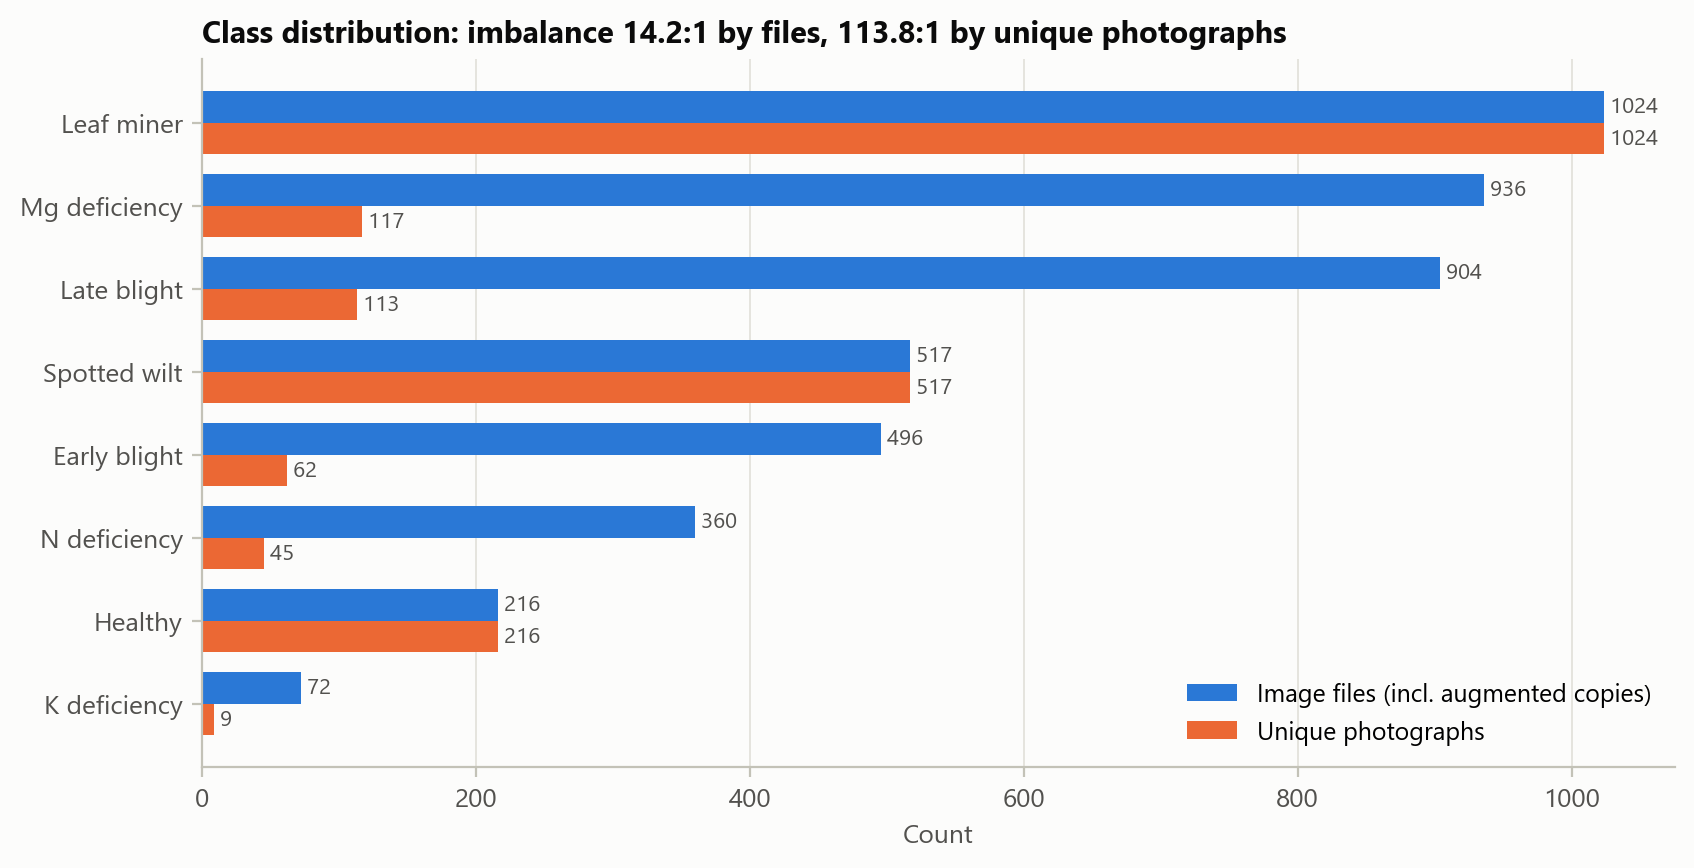 Class distribution: imbalance 14.2:1 by files, 113.8:1 by unique photographs
Leaf miner
1024
1024
Mg deficiency
936
117
Late blight
904
113
Spotted wilt
517
517
Early blight
496
62
N deficiency
360
45
Healthy
216
216
K deficiency
72
9
Image files (incl. augmented copies)
Unique photographs
0 200 400 600 800 1000
Count